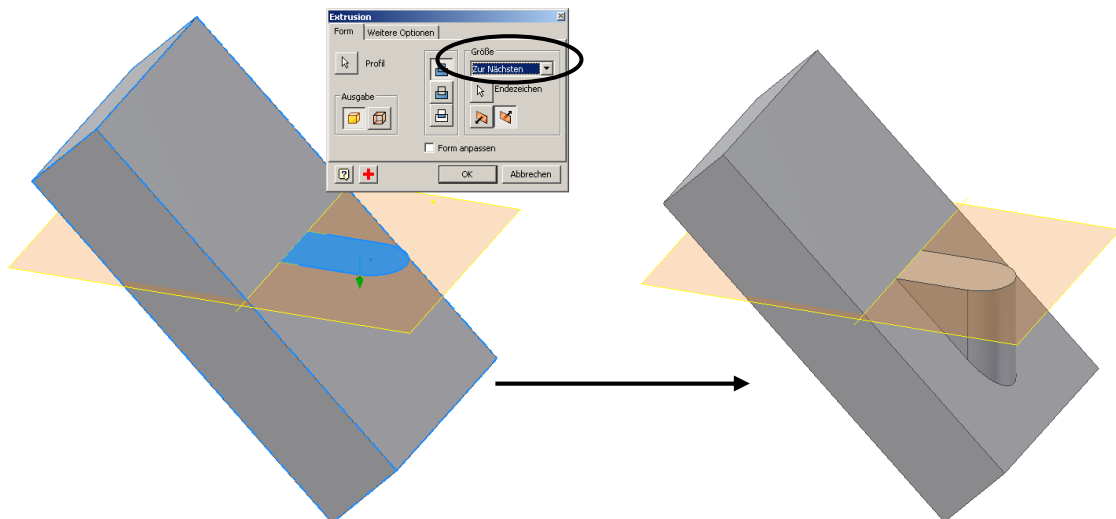 Extrusion
Form
Weitere Optionen
Profil
Größe
Zur Nächsten
Endezeichen
Ausgabe
Form anpassen
OK
Abbrechen